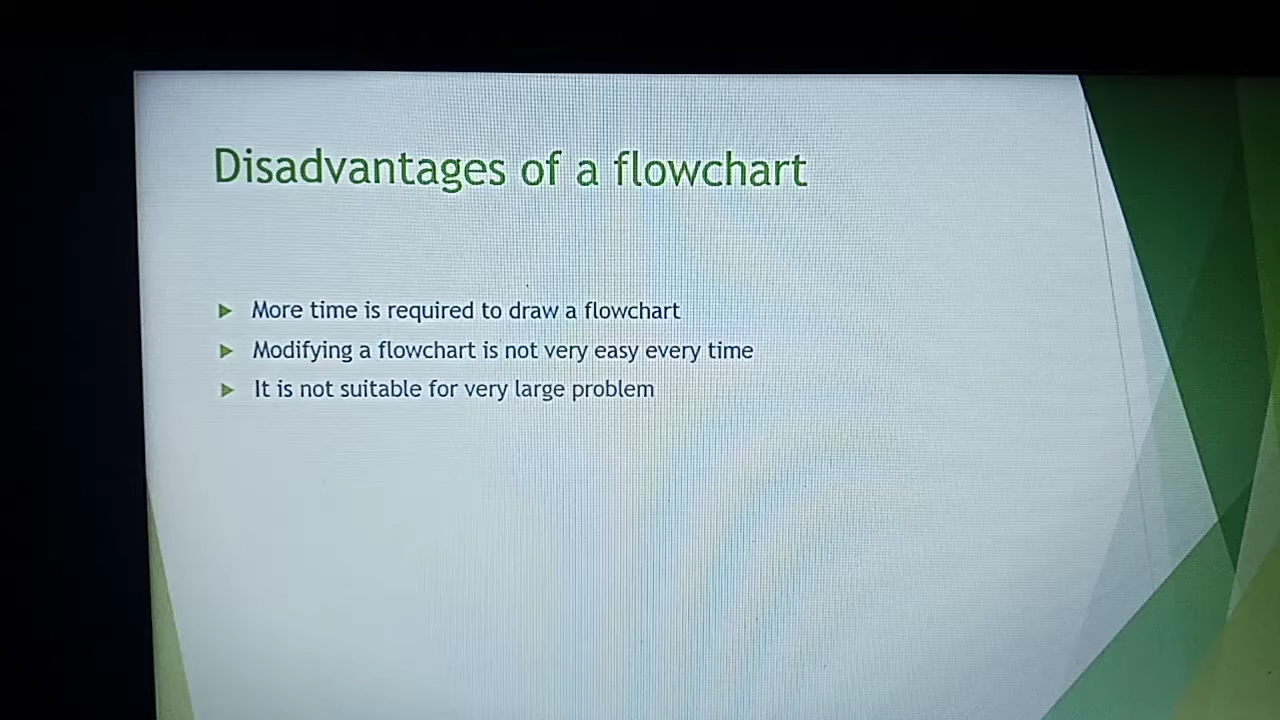 Disadvantages of a flowchart
More time is required to draw a flowchart
Modifying a flowchart is not very easy every time
It is not suitable for very large problem